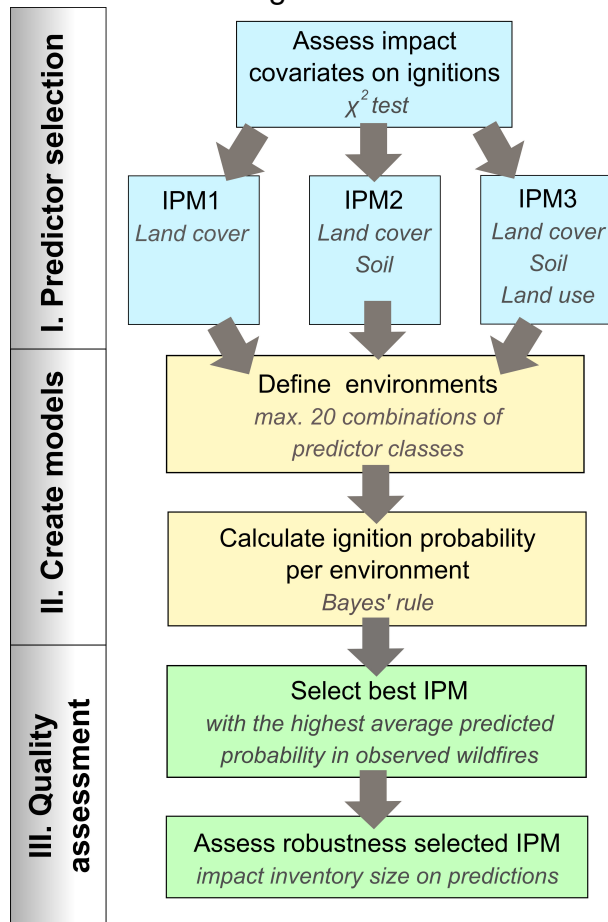 I. Predictor selection
Assess impact
covariates on ignitions
χ² test
IPM1
Land cover
IPM2
Land cover
Soil
IPM3
Land cover
Soil
Land use
II. Create models
Define environments
max. 20 combinations of
predictor classes
Calculate ignition probability
per environment
Bayes' rule
III. Quality
assessment
Select best IPM
with the highest average predicted
probability in observed wildfires
Assess robustness selected IPM
impact inventory size on predictions